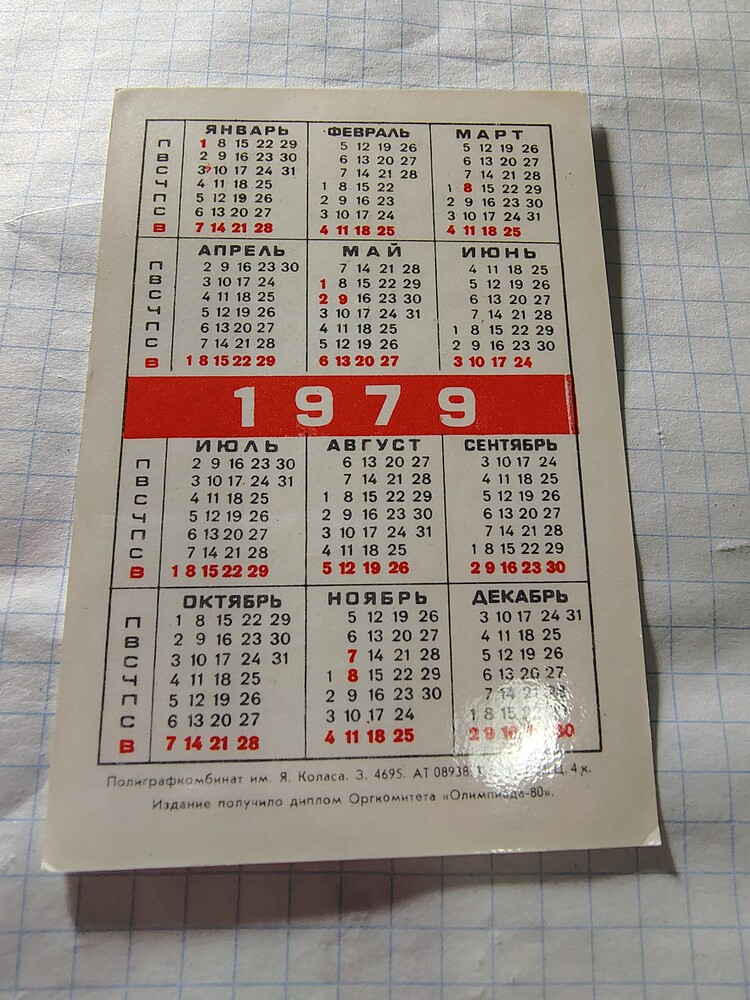 ЯНВАРЬ ФЕВРАЛЬ МАРТ
П 1 8 15 22 29 5 12 19 26 5 12 19 26
В 2 9 16 23 30 6 13 20 27 6 13 20 27
С 3 10 17 24 31 7 14 21 28 7 14 21 28
Ч 4 11 18 25 1 8 15 22 1 8 15 22 29
П 5 12 19 26 2 9 16 23 2 9 16 23 30
С 6 13 20 27 3 10 17 24 3 10 17 24 31
В 7 14 21 28 4 11 18 25 4 11 18 25
АПРЕЛЬ МАЙ ИЮНЬ
П 2 9 16 23 30 7 14 21 28 4 11 18 25
В 3 10 17 24 1 8 15 22 29 5 12 19 26
С 4 11 18 25 2 9 16 23 30 6 13 20 27
Ч 5 12 19 26 3 10 17 24 31 7 14 21 28
П 6 13 20 27 4 11 18 25 1 8 15 22 29
С 7 14 21 28 5 12 19 26 2 9 16 23 30
В 1 8 15 22 29 6 13 20 27 3 10 17 24
1979
ИЮЛЬ АВГУСТ СЕНТЯБРЬ
П 2 9 16 23 30 6 13 20 27 3 10 17 24
В 3 10 17 24 31 7 14 21 28 4 11 18 25
С 4 11 18 25 1 8 15 22 29 5 12 19 26
Ч 5 12 19 26 2 9 16 23 30 6 13 20 27
П 6 13 20 27 3 10 17 24 31 7 14 21 28
С 7 14 21 28 4 11 18 25 1 8 15 22 29
В 1 8 15 22 29 5 12 19 26 2 9 16 23 30
ОКТЯБРЬ НОЯБРЬ ДЕКАБРЬ
П 1 8 15 22 29 5 12 19 26 3 10 17 24 31
В 2 9 16 23 30 6 13 20 27 4 11 18 25
С 3 10 17 24 31 7 14 21 28 5 12 19 26
Ч 4 11 18 25 1 8 15 22 29 6 13 20 27
П 5 12 19 26 2 9 16 23 30 7 14 21 28
С 6 13 20 27 3 10 17 24 1 8 15
В 7 14 21 28 4 11 18 25 2 9 16 30
Полиграфкомбинат им. Я. Коласа. З. 4695. АТ 08938. Ц. 4 к.
Издание получило диплом Оргкомитета «Олимпиада-80».